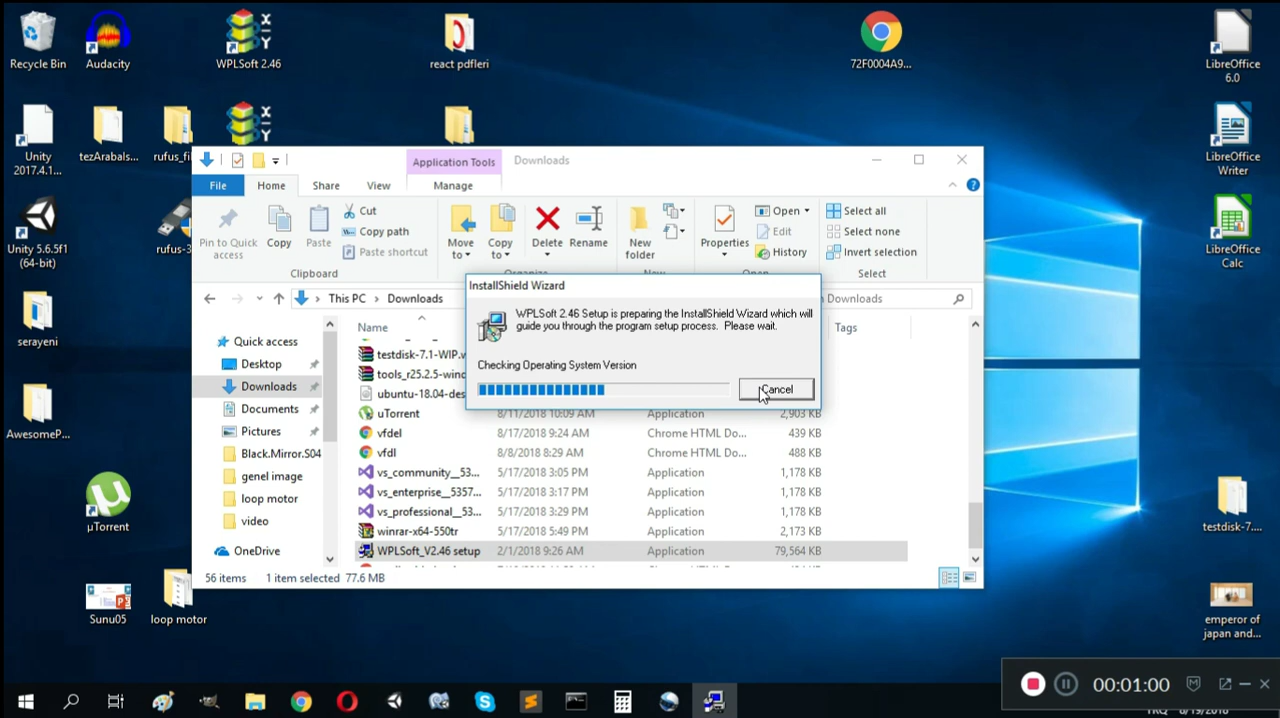 Recycle Bin
Audacity
X
Y
WPLSoft 2.46
react pdfleri
72F0004A9...
LibreOffice
6.0
Unity
2017.4.1...
tezArabals...
X
Y
LibreOffice
Writer
Unity 5.6.5f1
(64-bit)
LibreOffice
Calc
serayeni
AwesomeP...
µTorrent
testdisk-7....
Sunu05
loop motor
emperor of
japan and...
Application Tools
Downloads
File
Home
Share
View
Manage
Pin to Quick
access
Copy
Paste
Cut
Copy path
Paste shortcut
Clipboard
Move
to
Copy
to
Delete
Rename
New
folder
Properties
Open
Edit
History
Select all
Select none
Invert selection
Select
This PC
Downloads
Downloads
Quick access
Desktop
Downloads
Documents
Pictures
Black.Mirror.S04
genel image
loop motor
video
OneDrive
Name
Tags
testdisk-7.1-WIP.
tools_r25.2.5-wind
ubuntu-18.04-des
uTorrent 8/11/2018 10:09 AM Application 2,903 KB
vfdel 8/17/2018 9:24 AM Chrome HTML Do... 439 KB
vfdl 8/8/2018 8:29 AM Chrome HTML Do... 488 KB
vs_community__53... 5/17/2018 3:05 PM Application 1,178 KB
vs_enterprise__5357... 5/17/2018 3:17 PM Application 1,178 KB
vs_professional__53... 5/17/2018 3:29 PM Application 1,178 KB
winrar-x64-550tr 5/17/2018 5:49 PM Application 2,173 KB
WPLSoft_V2.46 setup 2/1/2018 9:26 AM Application 79,564 KB
56 items 1 item selected 77.6 MB
InstallShield Wizard
WPLSoft 2.46 Setup is preparing the InstallShield Wizard which will
guide you through the program setup process. Please wait.
Checking Operating System Version
Cancel
00:01:00
8/19/2018